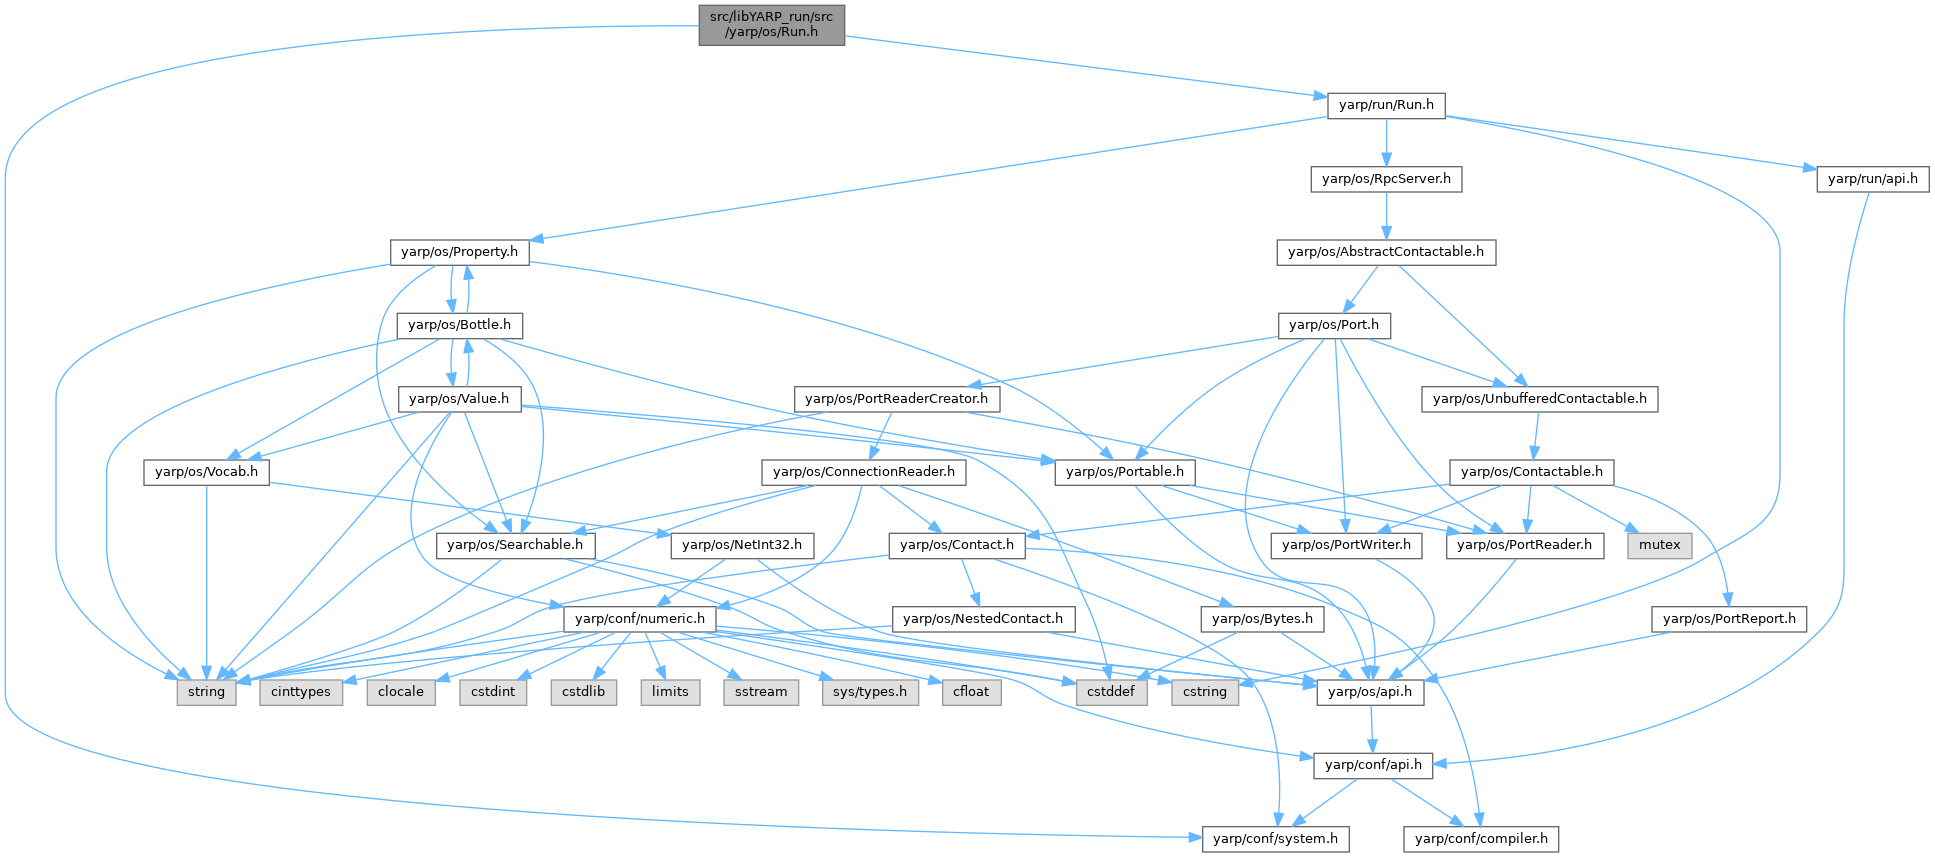 src/libYARP_run/src
/yarp/os/Run.h
yarp/run/Run.h
yarp/os/RpcServer.h
yarp/run/api.h
yarp/os/Property.h
yarp/os/AbstractContactable.h
yarp/os/Bottle.h
yarp/os/Port.h
yarp/os/Value.h
yarp/os/PortReaderCreator.h
yarp/os/UnbufferedContactable.h
yarp/os/Vocab.h
yarp/os/ConnectionReader.h
yarp/os/Portable.h
yarp/os/Contactable.h
yarp/os/Searchable.h
yarp/os/NetInt32.h
yarp/os/Contact.h
yarp/os/PortWriter.h
yarp/os/PortReader.h
mutex
yarp/conf/numeric.h
yarp/os/NestedContact.h
yarp/os/Bytes.h
yarp/os/PortReport.h
string
cinttypes
clocale
cstdint
cstdlib
limits
sstream
sys/types.h
cfloat
cstddef
cstring
yarp/os/api.h
yarp/conf/api.h
yarp/conf/system.h
yarp/conf/compiler.h